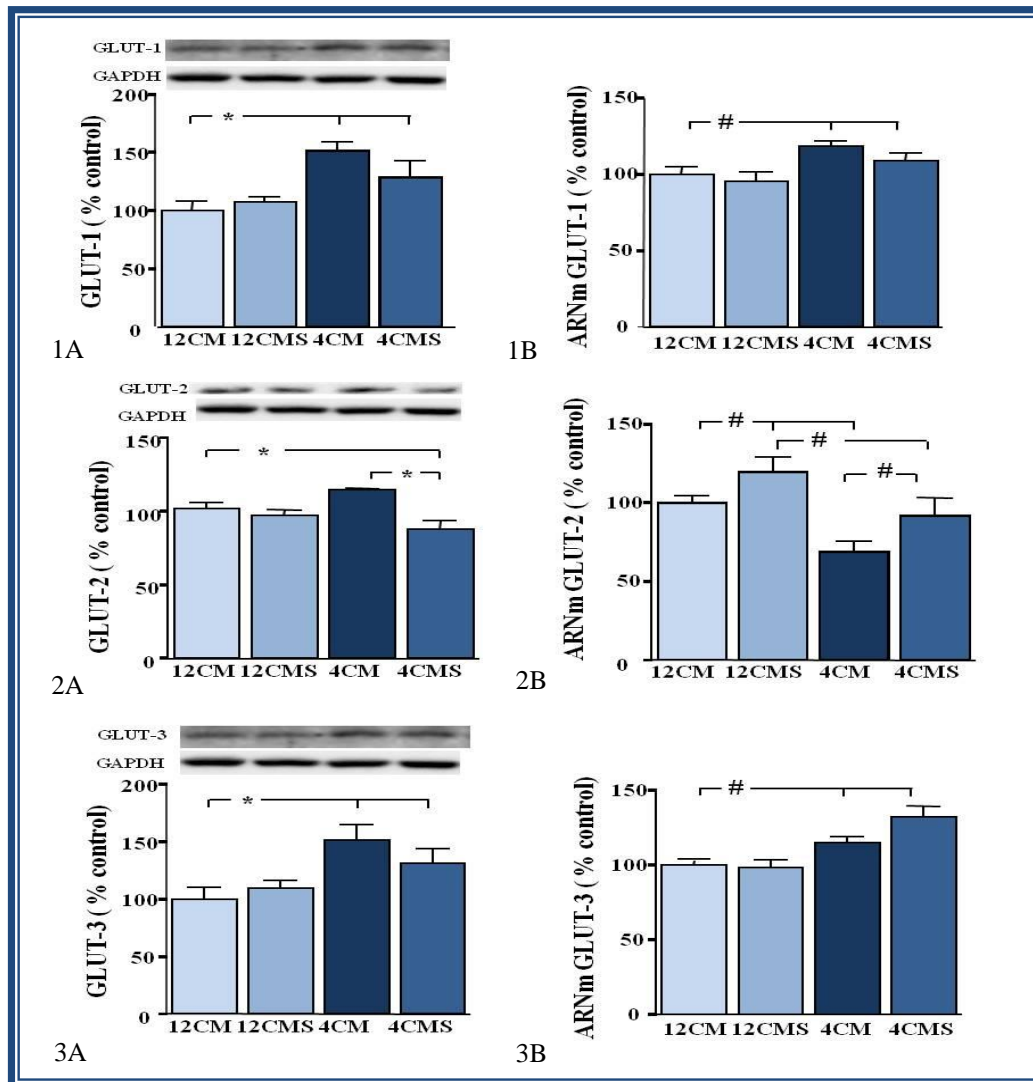 GLUT-1
GAPDH
GLUT-1 ( % control)
200
150
100
50
0
*
12CM 12CMS 4CM 4CMS
1A
ARNm GLUT-1 ( % control)
150
100
50
0
#
12CM 12CMS 4CM 4CMS
1B
GLUT-2
GAPDH
GLUT-2 ( % control)
150
100
50
0
*
*
12CM 12CMS 4CM 4CMS
2A
ARNm GLUT-2 ( % control)
150
100
50
0
#
#
#
12CM 12CMS 4CM 4CMS
2B
GLUT-3
GAPDH
GLUT-3 ( % control)
200
150
100
50
0
*
12CM 12CMS 4CM 4CMS
3A
ARNm GLUT-3 ( % control)
150
100
50
0
#
12CM 12CMS 4CM 4CMS
3B